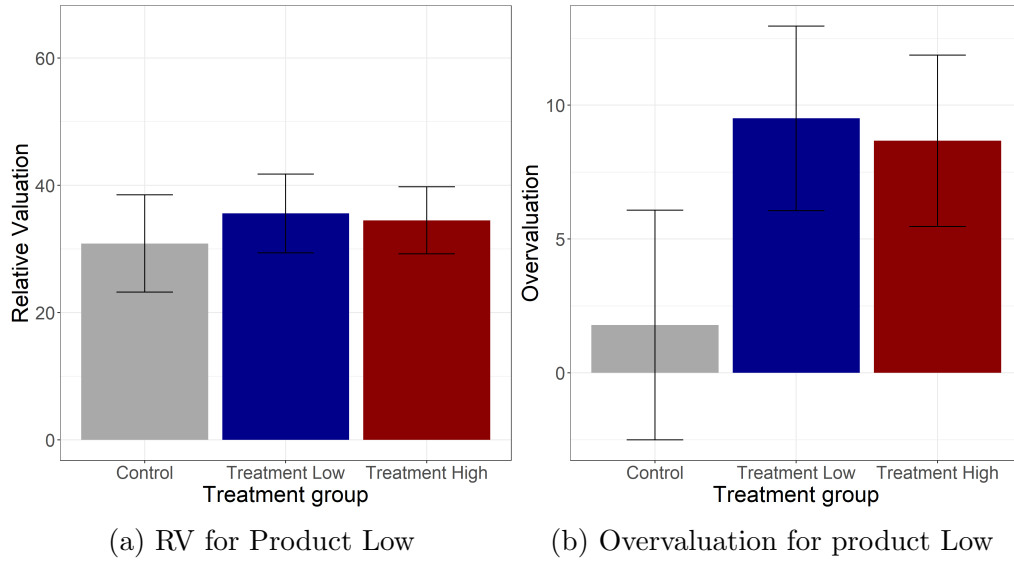 Relative Valuation
60
40
20
0
Control Treatment Low Treatment High
Treatment group
(a) RV for Product Low
Overvaluation
10
5
0
Control Treatment Low Treatment High
Treatment group
(b) Overvaluation for product Low